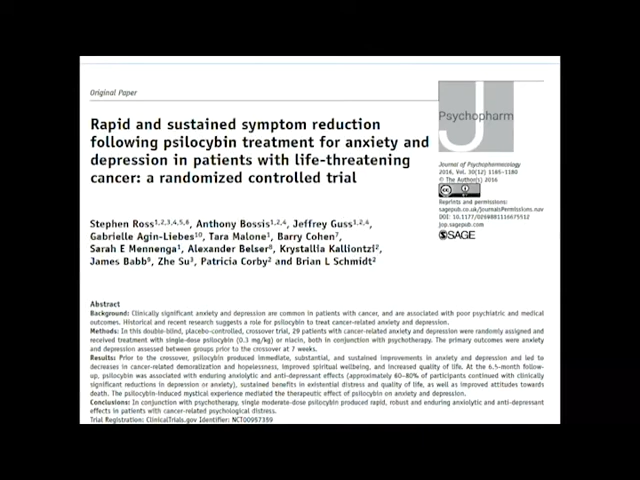 Original Paper
Rapid and sustained symptom reduction
following psilocybin treatment for anxiety and
depression in patients with life-threatening
cancer: a randomized controlled trial
J
Psychopharm
Journal of Psychopharmacology
2016, Vol. 30(12) 1165–1180
© The Author(s) 2016
Reprints and permissions:
sagepub.co.uk/journalsPermissions.nav
DOI: 10.1177/0269881116675512
jop.sagepub.com
SAGE
Stephen Ross1,2,3,4,5,6, Anthony Bossis1,2,4, Jeffrey Guss1,2,4,
Gabrielle Agin-Liebes10, Tara Malone1, Barry Cohen7,
Sarah E Mennenga1, Alexander Belser8, Krystallia Kalliontzi2,
James Babb9, Zhe Su3, Patricia Corby2 and Brian L Schmidt2
Abstract
Background: Clinically significant anxiety and depression are common in patients with cancer, and are associated with poor psychiatric and medical
outcomes. Historical and recent research suggests a role for psilocybin to treat cancer-related anxiety and depression.
Methods: In this double-blind, placebo-controlled, crossover trial, 29 patients with cancer-related anxiety and depression were randomly assigned and
received treatment with single-dose psilocybin (0.3 mg/kg) or niacin, both in conjunction with psychotherapy. The primary outcomes were anxiety
and depression assessed between groups prior to the crossover at 7 weeks.
Results: Prior to the crossover, psilocybin produced immediate, substantial, and sustained improvements in anxiety and depression and led to
decreases in cancer-related demoralization and hopelessness, improved spiritual wellbeing, and increased quality of life. At the 6.5-month follow-
up, psilocybin was associated with enduring anxiolytic and anti-depressant effects (approximately 60–80% of participants continued with clinically
significant reductions in depression or anxiety), sustained benefits in existential distress and quality of life, as well as improved attitudes towards
death. The psilocybin-induced mystical experience mediated the therapeutic effect of psilocybin on anxiety and depression.
Conclusions: In conjunction with psychotherapy, single moderate-dose psilocybin produced rapid, robust and enduring anxiolytic and anti-depressant
effects in patients with cancer-related psychological distress.
Trial Registration: ClinicalTrials.gov Identifier: NCT00957359